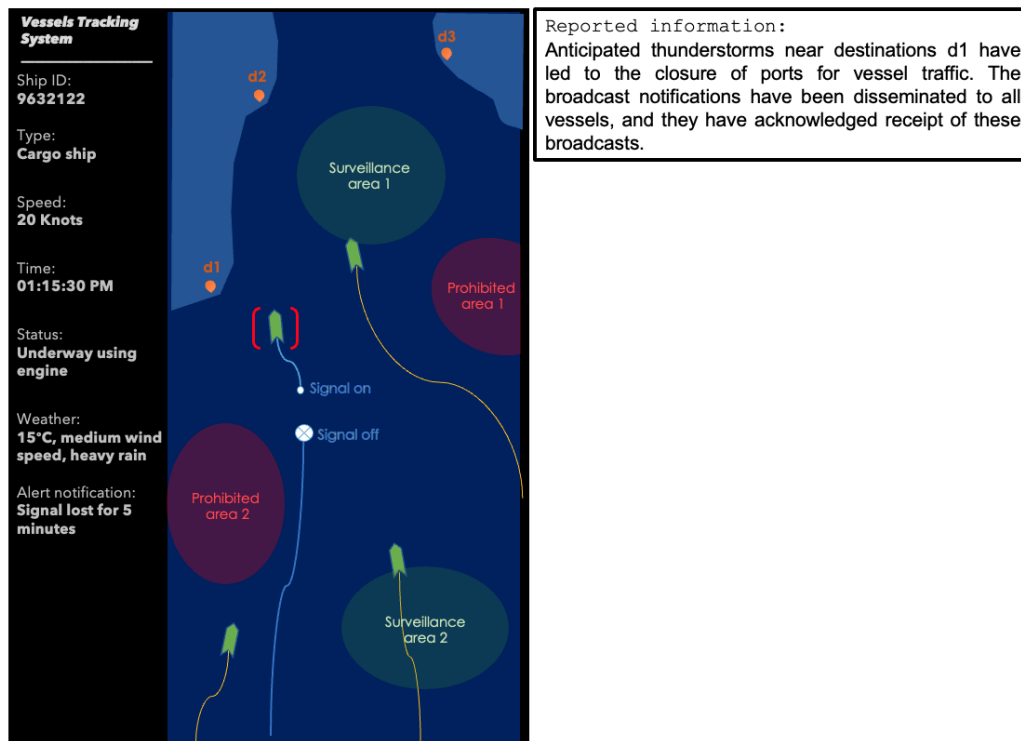 Vessels Tracking
System
Ship ID:
9632122
Type:
Cargo ship
Speed:
20 Knots
Time:
01:15:30 PM
Status:
Underway using
engine
Weather:
15°C, medium wind
speed, heavy rain
Alert notification:
Signal lost for 5
minutes
d3
d2
Surveillance
area 1
d1
Prohibited
area 1
Signal on
Signal off
Prohibited
area 2
Surveillance
area 2
Reported information:
Anticipated thunderstorms near destinations d1 have
led to the closure of ports for vessel traffic. The
broadcast notifications have been disseminated to all
vessels, and they have acknowledged receipt of these
broadcasts.